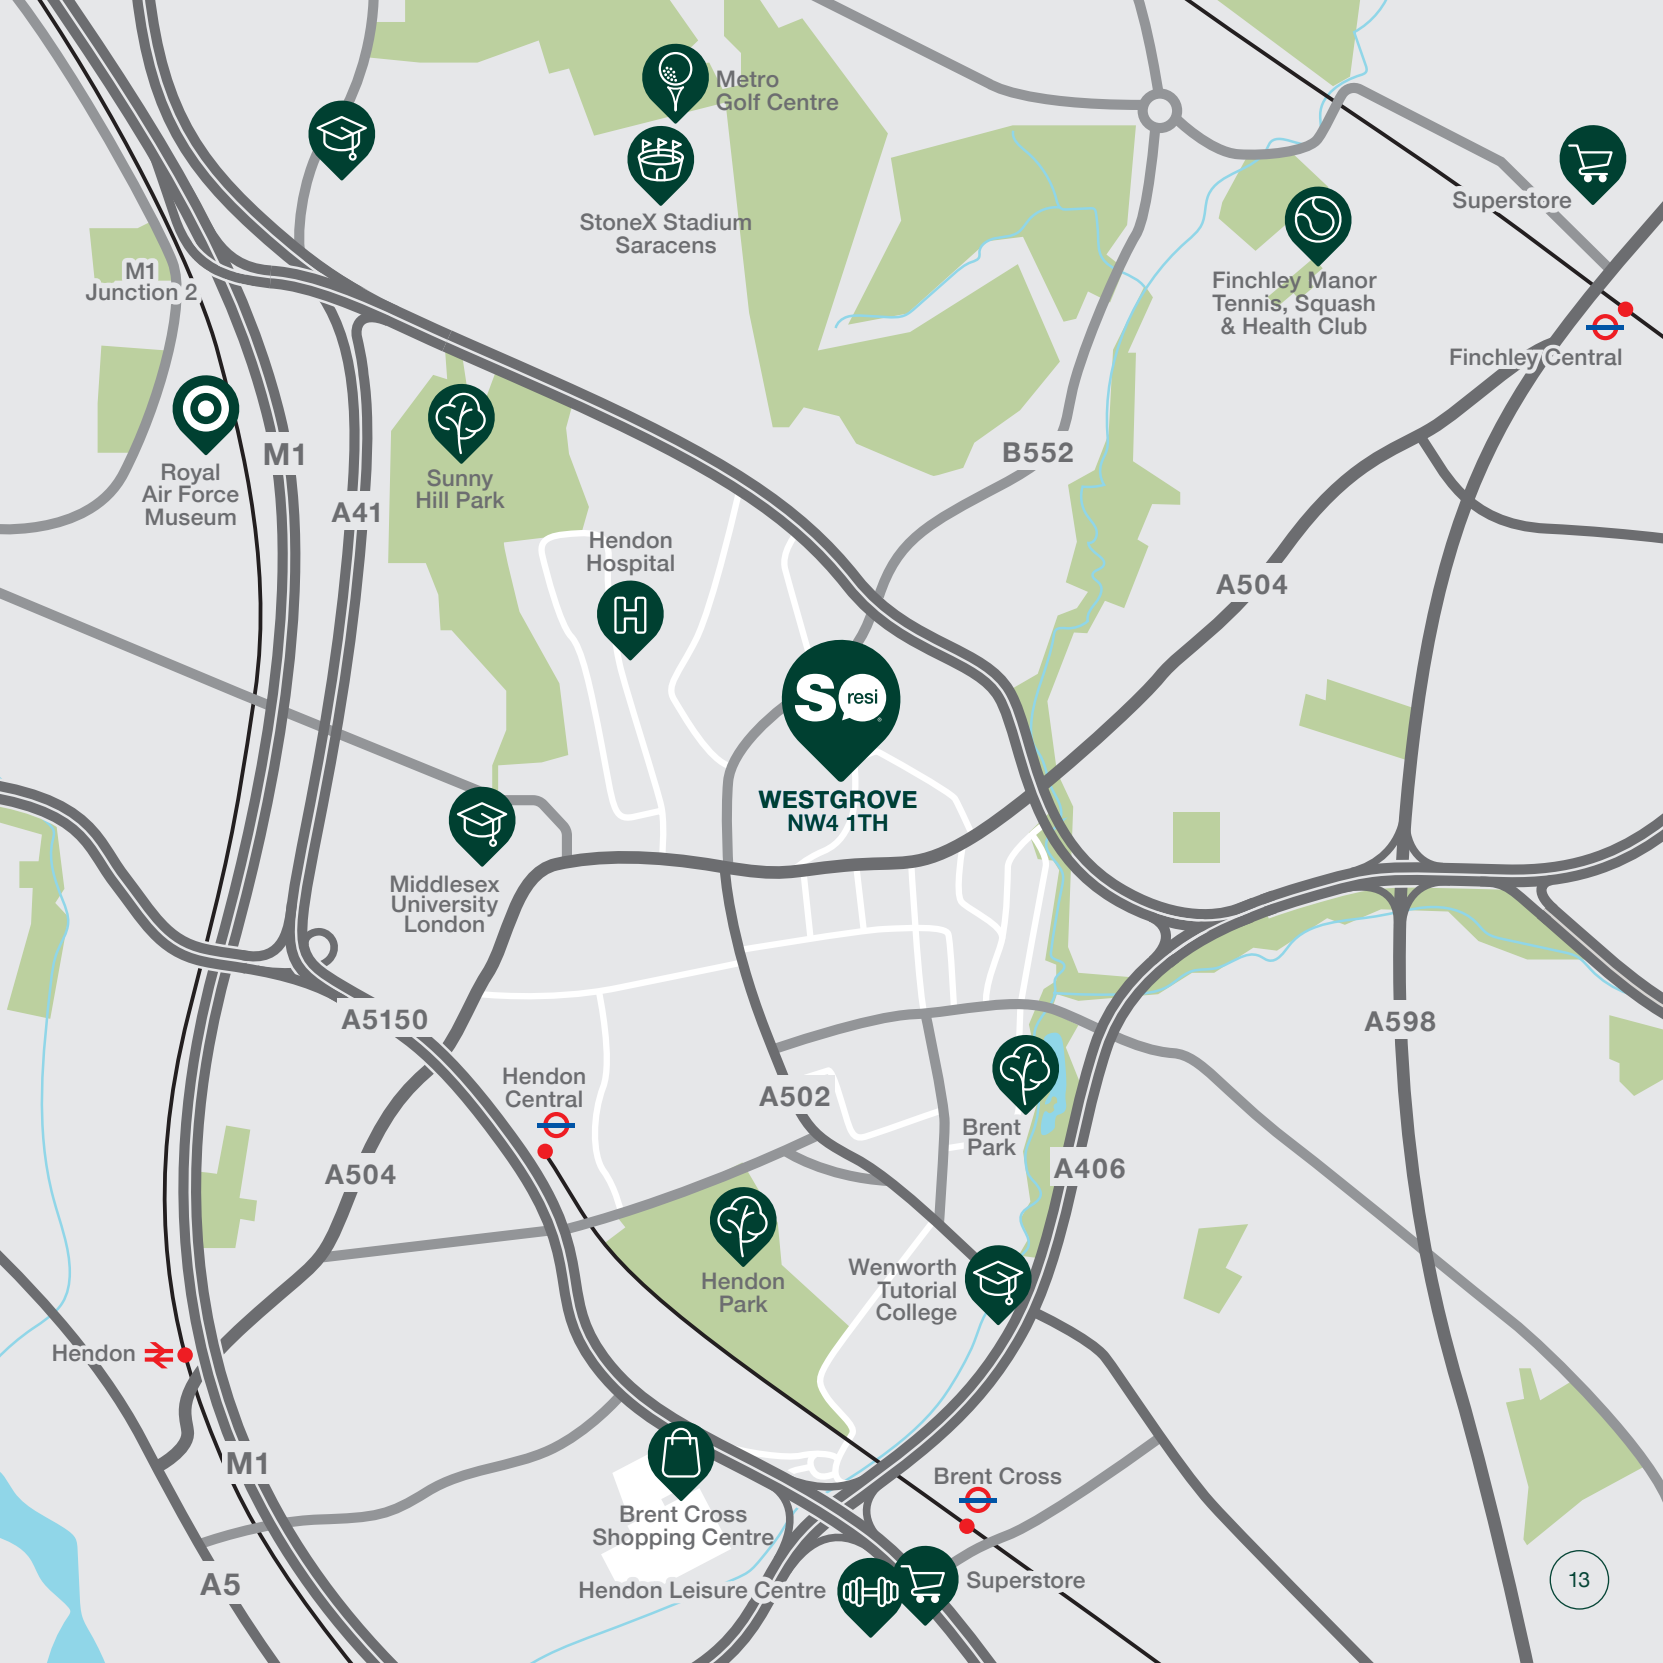 Metro
Golf Centre
StoneX Stadium
Saracens
Superstore
M1
Junction 2
Finchley Manor
Tennis, Squash
& Health Club
Finchley Central
Royal
Air Force
Museum
M1
A41
Sunny
Hill Park
B552
Hendon
Hospital
H
A504
SO resi
WESTGROVE
NW4 1TH
Middlesex
University
London
A5150
A598
Hendon
Central
A502
Brent
Park
A504
A406
Hendon
Park
Wenworth
Tutorial
College
Hendon
M1
Brent Cross
Brent Cross
Shopping Centre
A5
Hendon Leisure Centre
Superstore
13